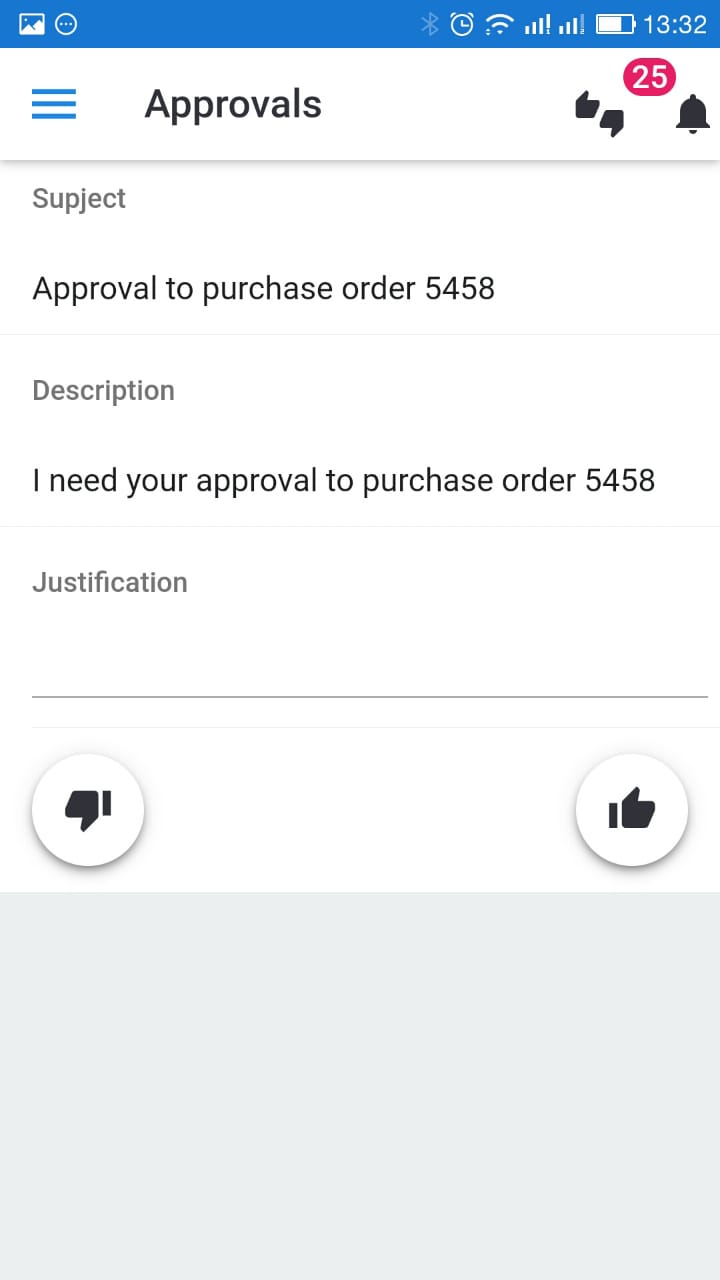 13:32
Approvals
25
Supject
Approval to purchase order 5458
Description
I need your approval to purchase order 5458
Justification